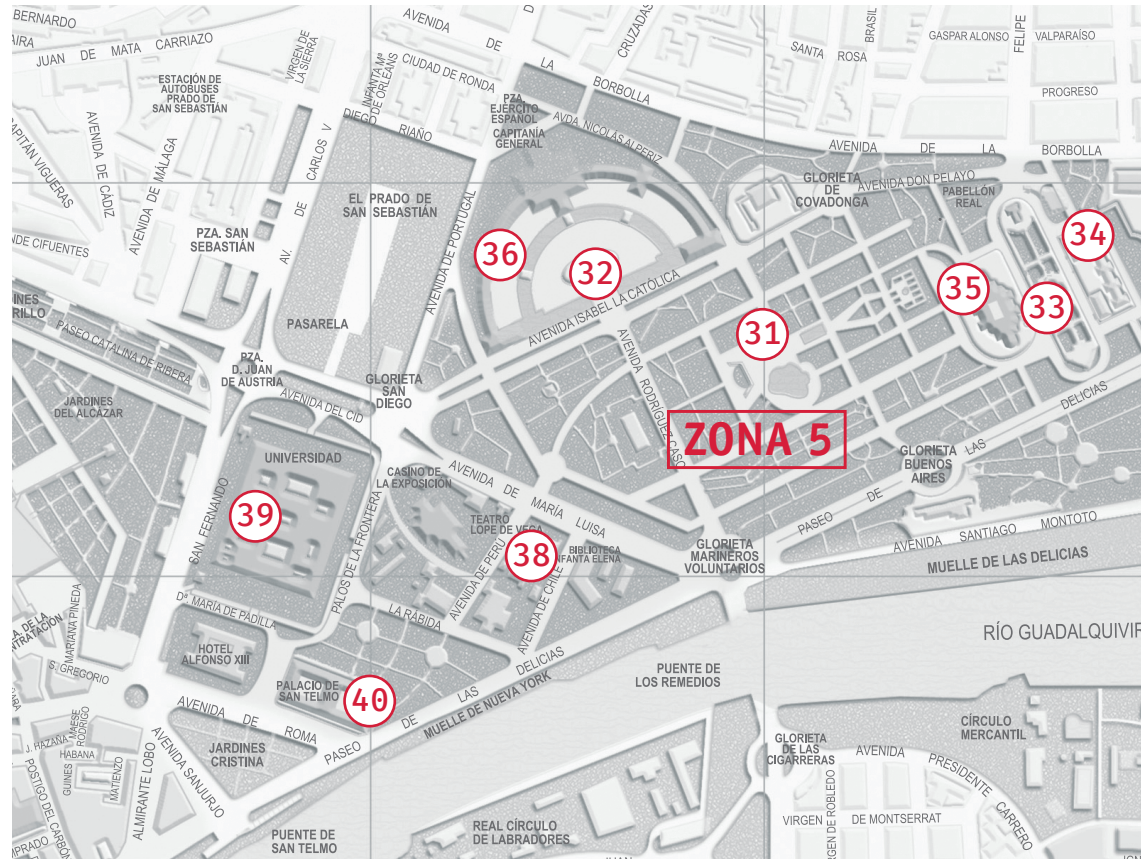 BERNARDO
JUAN DE MATA CARRIAZO
VIRGEN DE
LA SIERRA
INFANTA Mª
DE ORLEÁNS
CIUDAD DE RONDA
AVENIDA DE LA BORBOLLA
CRUZADAS
SANTA ROSA
BRASIL
GASPAR ALONSO
FELIPE
VALPARAÍSO
PROGRESO
ESTACIÓN DE
AUTOBUSES
PRADO DE
SAN SEBASTIÁN
DIEGO RIAÑO
PZA.
EJÉRCITO
ESPAÑOL
CAPITANÍA
GENERAL
AVDA. NICOLÁS ALPERIZ
AVENIDA DE LA BORBOLLA
CAPITÁN VIGUERAS
AVENIDA DE CÁDIZ
AVENIDA DE MÁLAGA
AV. DE CARLOS V
EL PRADO DE
SAN SEBASTIÁN
AVENIDA DE PORTUGAL
GLORIETA
DE
COVADONGA
AVENIDA DON PELAYO
PABELLÓN
REAL
CIFUENTES
PZA. SAN
SEBASTIÁN
36
32
34
35
33
31
AVENIDA ISABEL LA CATÓLICA
PASARELA
PASEO CATALINA DE RIBERA
PZA.
D. JUAN
DE AUSTRIA
GLORIETA
SAN
DIEGO
AVENIDA RODRÍGUEZ CASO
AVENIDA DEL CID
JARDINES
DEL ALCÁZAR
ZONA 5
PASEO DE LAS DELICIAS
GLORIETA
BUENOS
AIRES
UNIVERSIDAD
CASINO DE
LA EXPOSICIÓN
AVENIDA DE MARÍA LUISA
SAN FERNANDO
39
PALOS DE LA FRONTERA
TEATRO
LOPE DE VEGA
38
BIBLIOTECA
INFANTA ELENA
GLORIETA
MARINEROS
VOLUNTARIOS
AVENIDA SANTIAGO MONTOTO
MUELLE DE LAS DELICIAS
AVENIDA DE PERÚ
AVENIDA DE CHILE
LA RÁBIDA
Dª MARÍA DE PADILLA
MARIANA PINEDA
S. GREGORIO
HOTEL
ALFONSO XIII
RÍO GUADALQUIVIR
PALACIO DE
SAN TELMO
40
PUENTE DE
LOS REMEDIOS
MUELLE DE NUEVA YORK
PASEO DE LAS DELICIAS
AVENIDA DE ROMA
JARDINES
CRISTINA
J. HAZAÑA
MAESE
RODRIGO
HABANA
GUINES
MATIENZO
POSTIGO DEL CARBÓN
ALMIRANTE LOBO
AVENIDA SANJURJO
CÍRCULO
MERCANTIL
GLORIETA
DE LAS
CIGARRERAS
AVENIDA PRESIDENTE CARRERO
VIRGEN DE MONTSERRAT
PUENTE DE
SAN TELMO
REAL CÍRCULO
DE LABRADORES